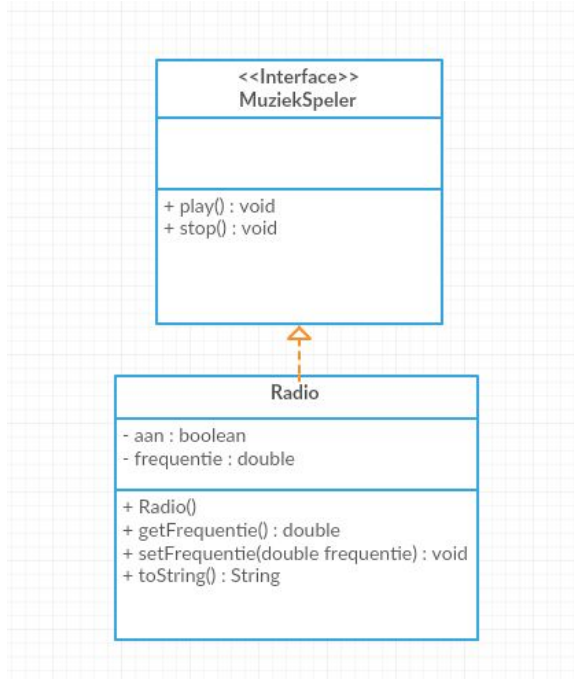 <<Interface>>
MuziekSpeler
+ play() : void
+ stop() : void
Radio
- aan : boolean
- frequentie : double
+ Radio()
+ getFrequentie() : double
+ setFrequentie(double frequentie) : void
+ toString() : String